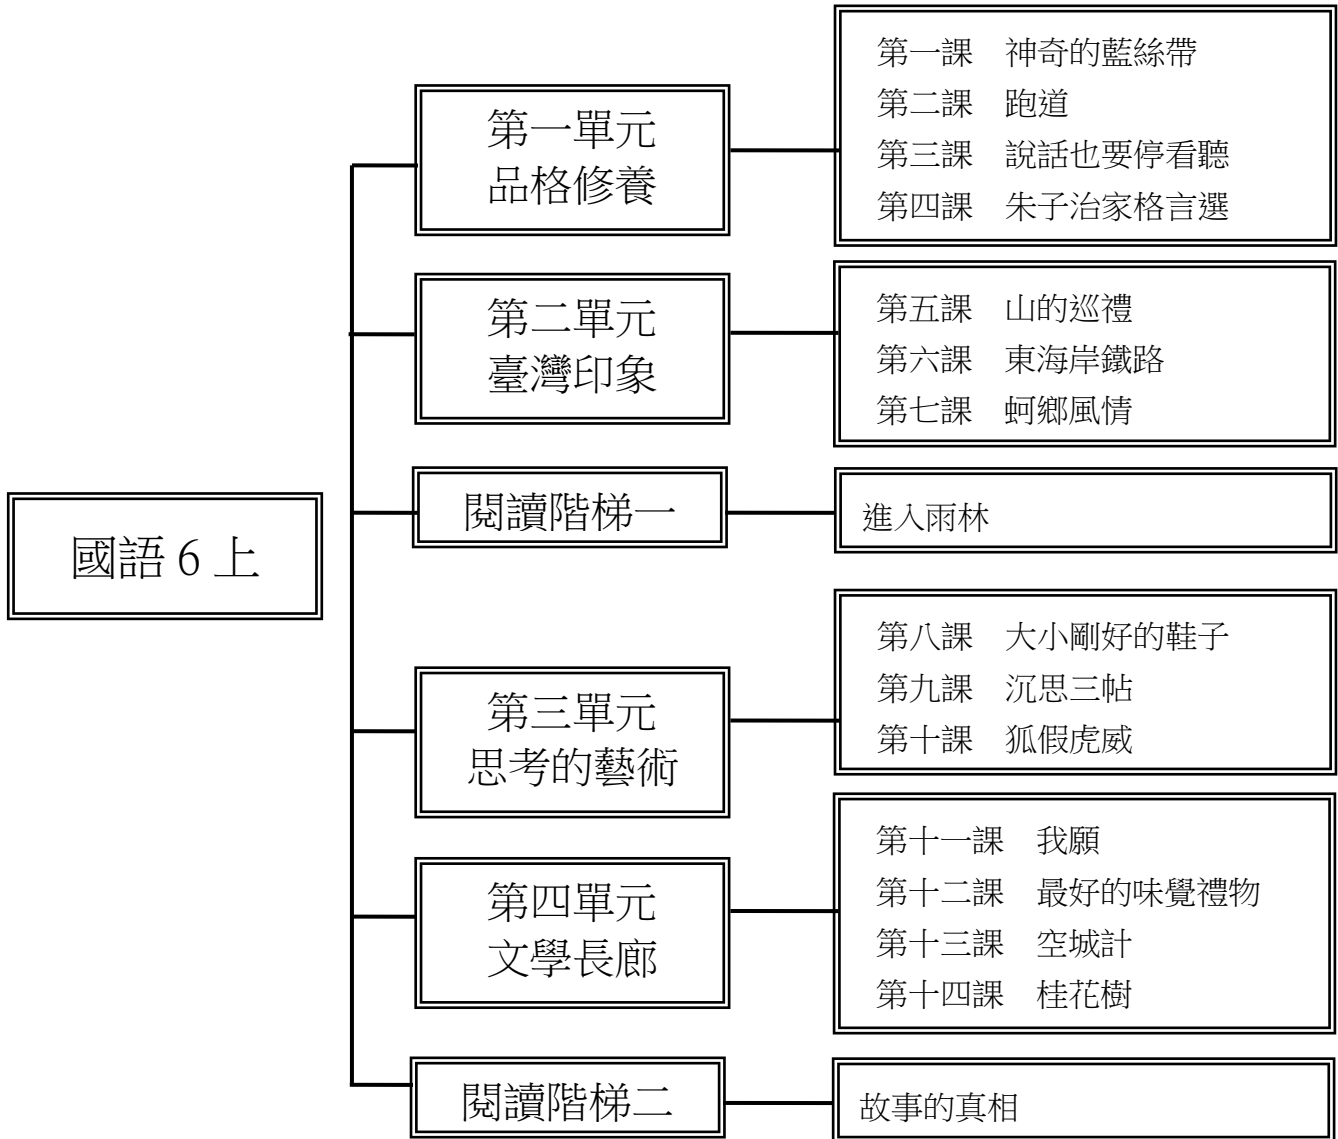 國語 6 上
第一單元
品格修養
第一課　神奇的藍絲帶
第二課　跑道
第三課　說話也要停看聽
第四課　朱子治家格言選
第二單元
臺灣印象
第五課　山的巡禮
第六課　東海岸鐵路
第七課　蚵鄉風情
閱讀階梯一
進入雨林
第三單元
思考的藝術
第八課　大小剛好的鞋子
第九課　沉思三帖
第十課　狐假虎威
第四單元
文學長廊
第十一課　我願
第十二課　最好的味覺禮物
第十三課　空城計
第十四課　桂花樹
閱讀階梯二
故事的真相